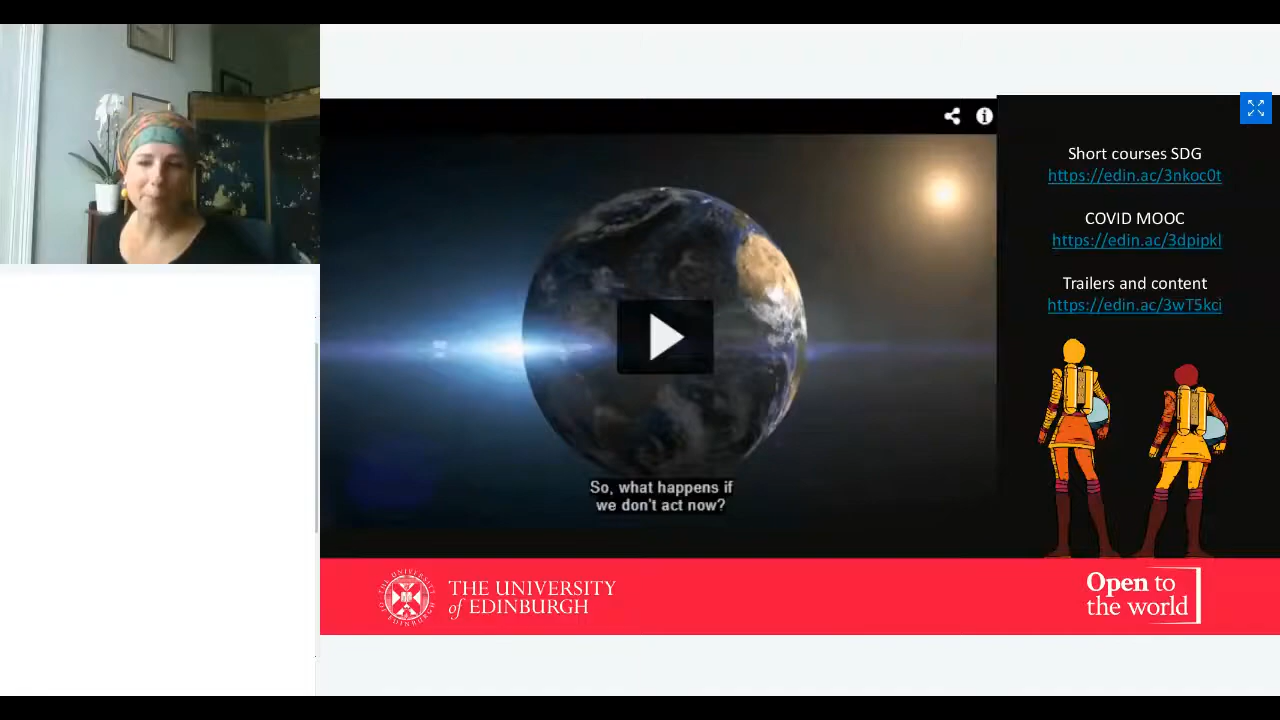 Short courses SDG
https://edin.ac/3nkoc0t
COVID MOOC
https://edin.ac/3dpipkl
Trailers and content
https://edin.ac/3wT5kci
So, what happens if
we don't act now?
THE UNIVERSITY
of EDINBURGH
Open to
the world